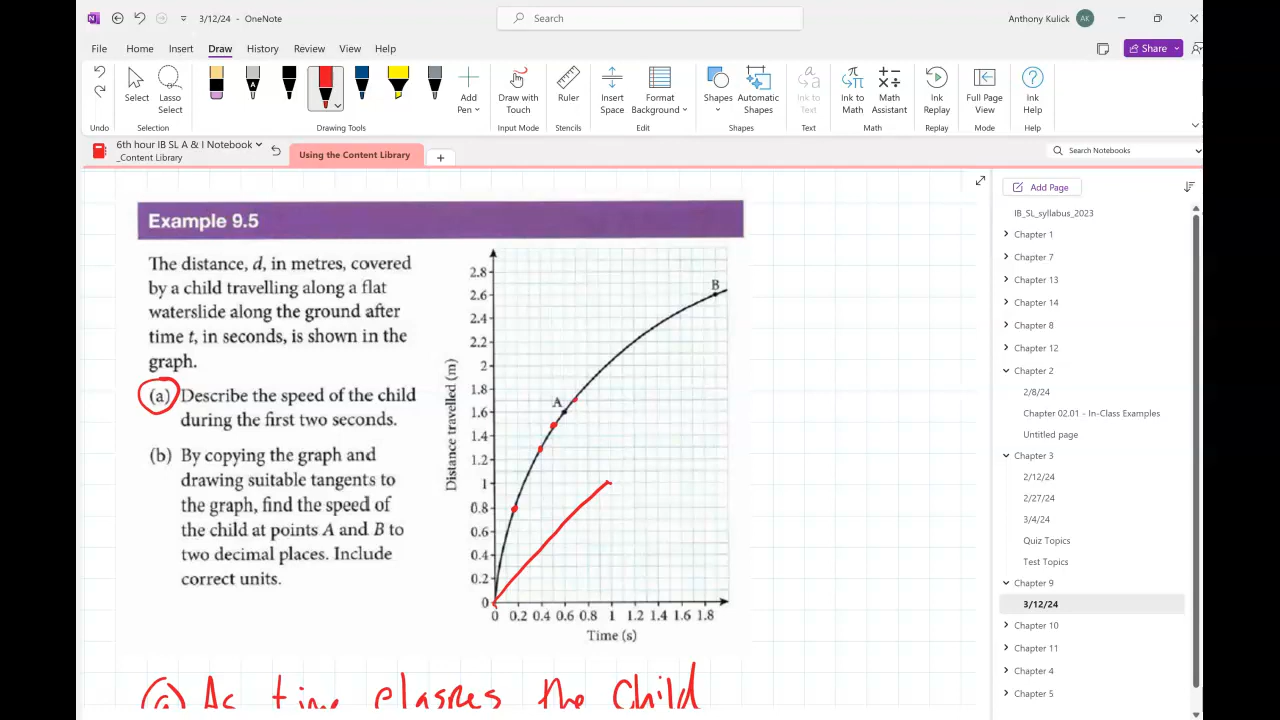 3/12/24 - OneNote
Search
Anthony Kulick
AK
File Home Insert Draw History Review View Help
Share
Select
Lasso Select
Add Pen
Draw with Touch
Ruler
Insert Space
Format Background
Shapes
Automatic Shapes
Ink to Text
Ink to Math
Math Assistant
Ink Replay
Full Page View
Ink Help
Undo Selection Drawing Tools Input Mode Stencils Edit Shapes Text Math Replay Mode Help
6th hour IB SL A & I Notebook
_Content Library
Using the Content Library
Search Notebooks
Add Page
IB_SL_syllabus_2023
Chapter 1
Chapter 7
Chapter 13
Chapter 14
Chapter 8
Chapter 12
Chapter 2
2/8/24
Chapter 02.01 - In-Class Examples
Untitled page
Chapter 3
2/12/24
2/27/24
3/4/24
Quiz Topics
Test Topics
Chapter 9
3/12/24
Chapter 10
Chapter 11
Chapter 4
Chapter 5
Example 9.5
The distance, d, in metres, covered
by a child travelling along a flat
waterslide along the ground after
time t, in seconds, is shown in the
graph.
(a) Describe the speed of the child
during the first two seconds.
(b) By copying the graph and
drawing suitable tangents to
the graph, find the speed of
the child at points A and B to
two decimal places. Include
correct units.
Distance travelled (m)
2.8
2.6
2.4
2.2
2
1.8
1.6
1.4
1.2
1
0.8
0.6
0.4
0.2
0
A
B
0 0.2 0.4 0.6 0.8 1 1.2 1.4 1.6 1.8
Time (s)
(a) As time elapses the child